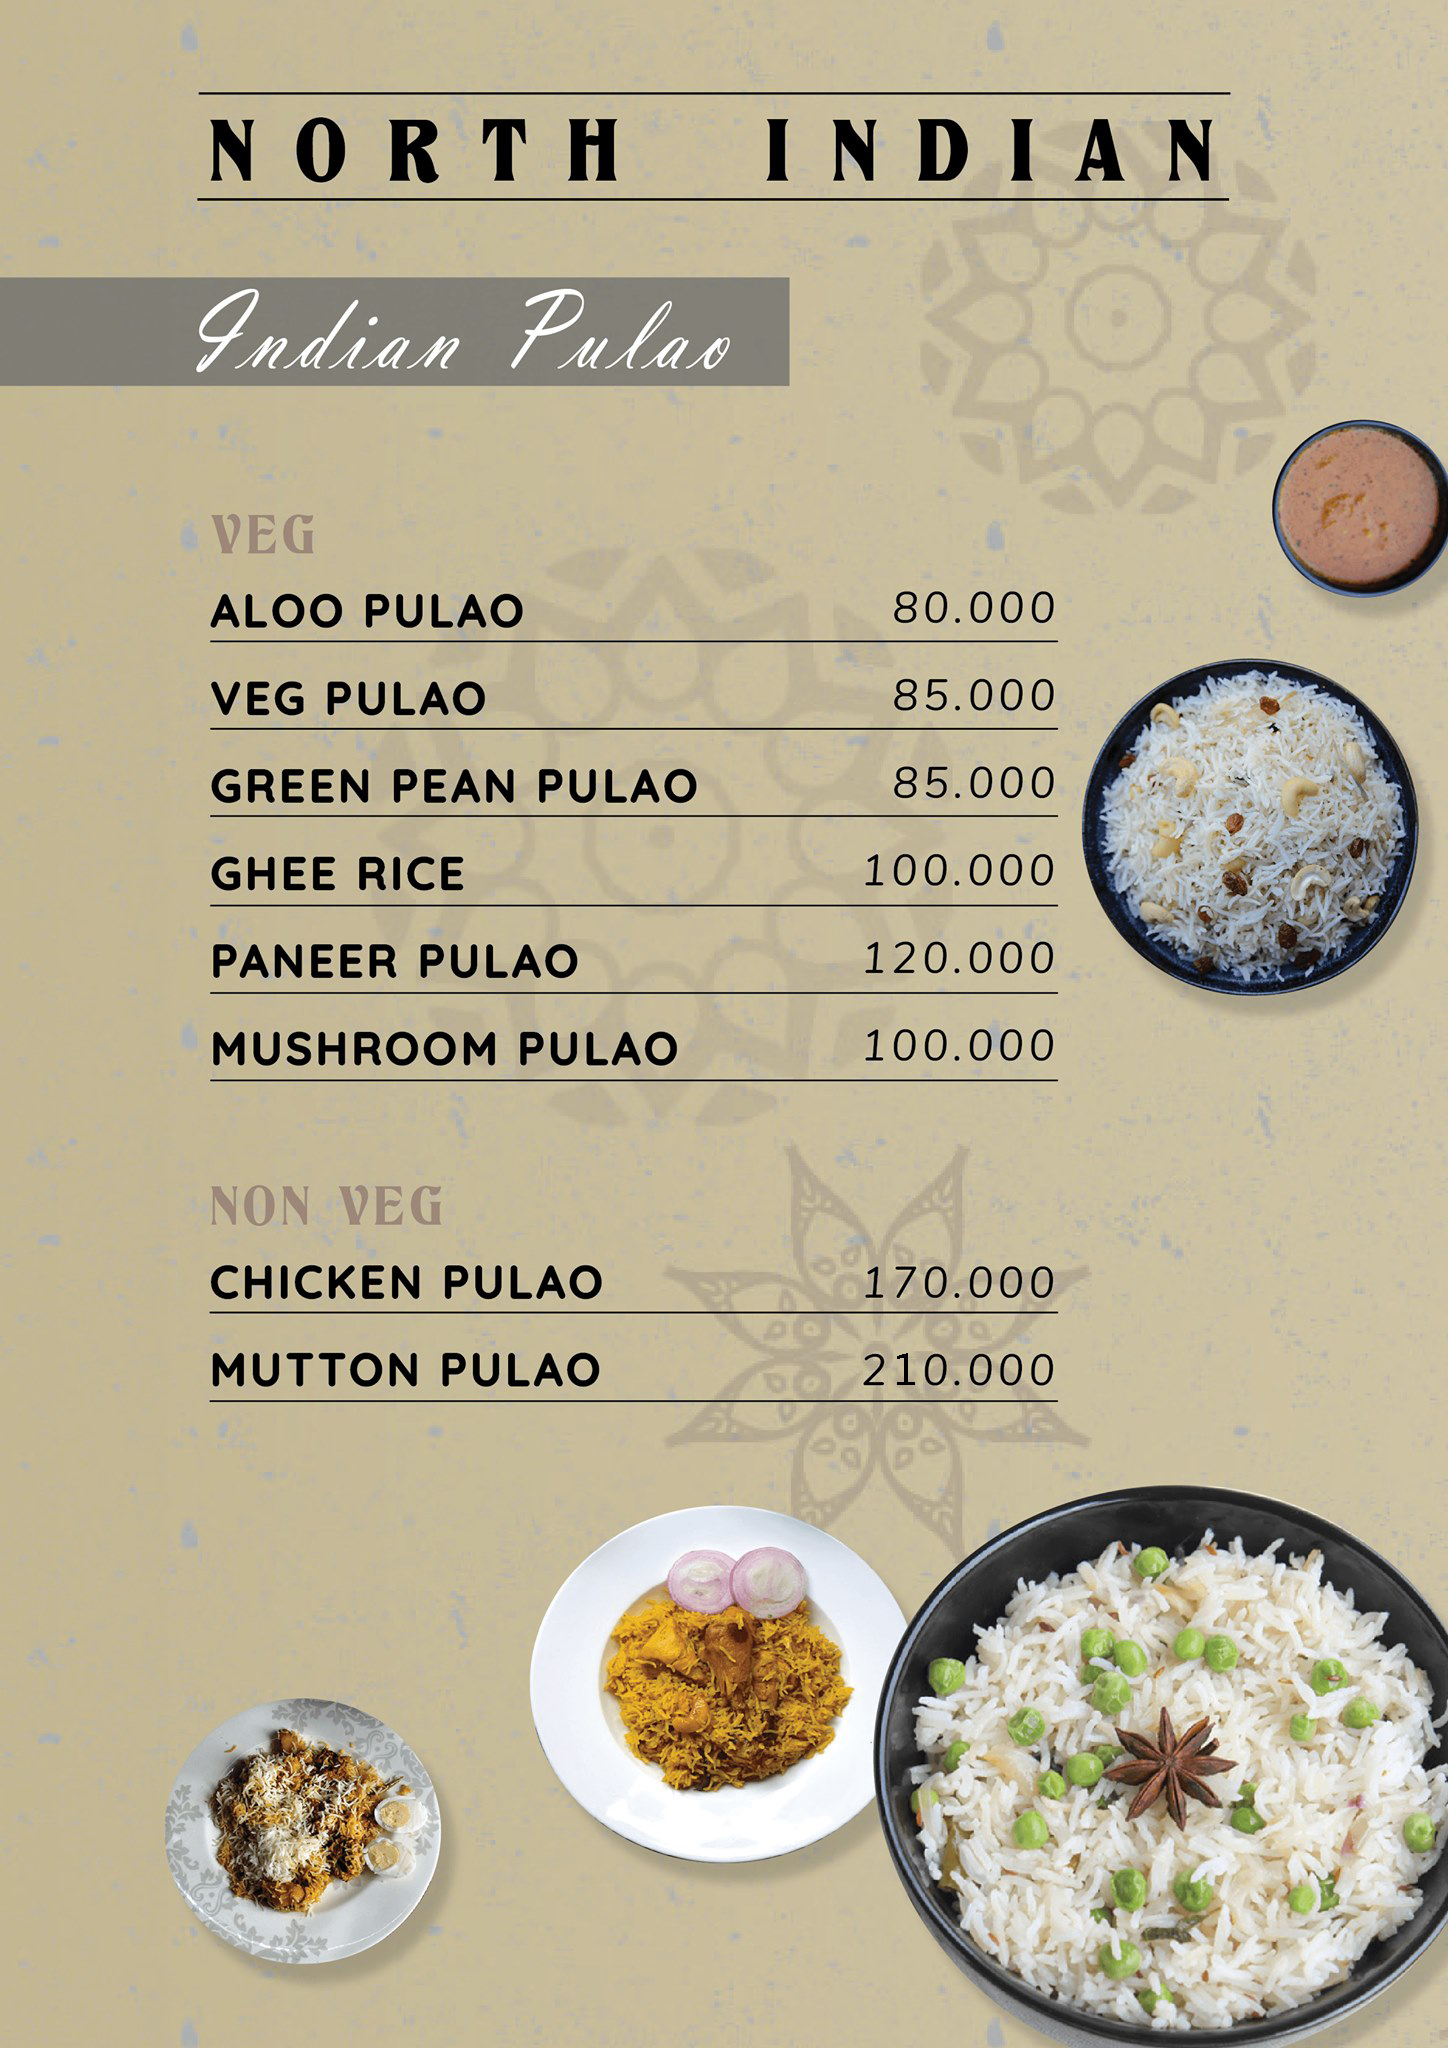 NORTH INDIAN
Indian Pulao
VEG
ALOO PULAO 80.000
VEG PULAO 85.000
GREEN PEAN PULAO 85.000
GHEE RICE 100.000
PANEER PULAO 120.000
MUSHROOM PULAO 100.000
NON VEG
CHICKEN PULAO 170.000
MUTTON PULAO 210.000